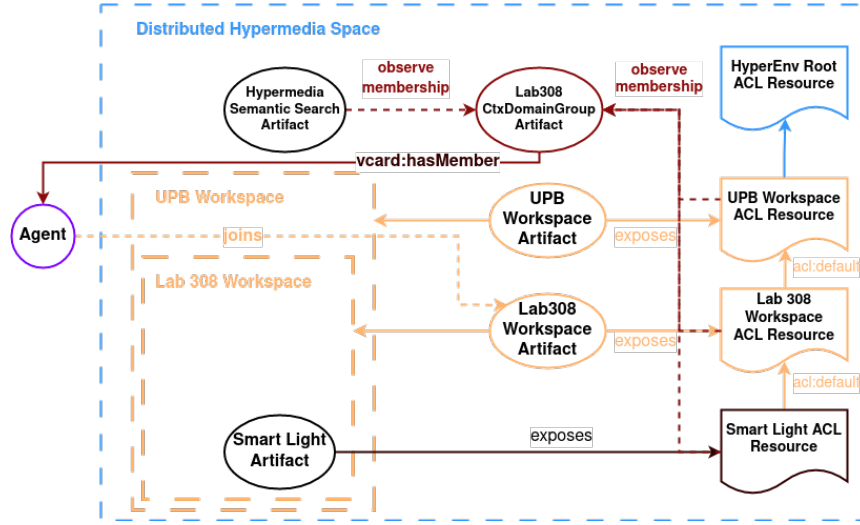 Distributed Hypermedia Space
Hypermedia
Semantic Search
Artifact
observe
membership
Lab308
CtxDomainGroup
Artifact
observe
membership
HyperEnv Root
ACL Resource
vcard:hasMember
UPB Workspace
Agent
joins
UPB
Workspace
Artifact
exposes
UPB Workspace
ACL Resource
acl:default
Lab 308 Workspace
Lab308
Workspace
Artifact
exposes
Lab 308
Workspace
ACL Resource
acl:default
Smart Light
Artifact
exposes
Smart Light ACL
Resource